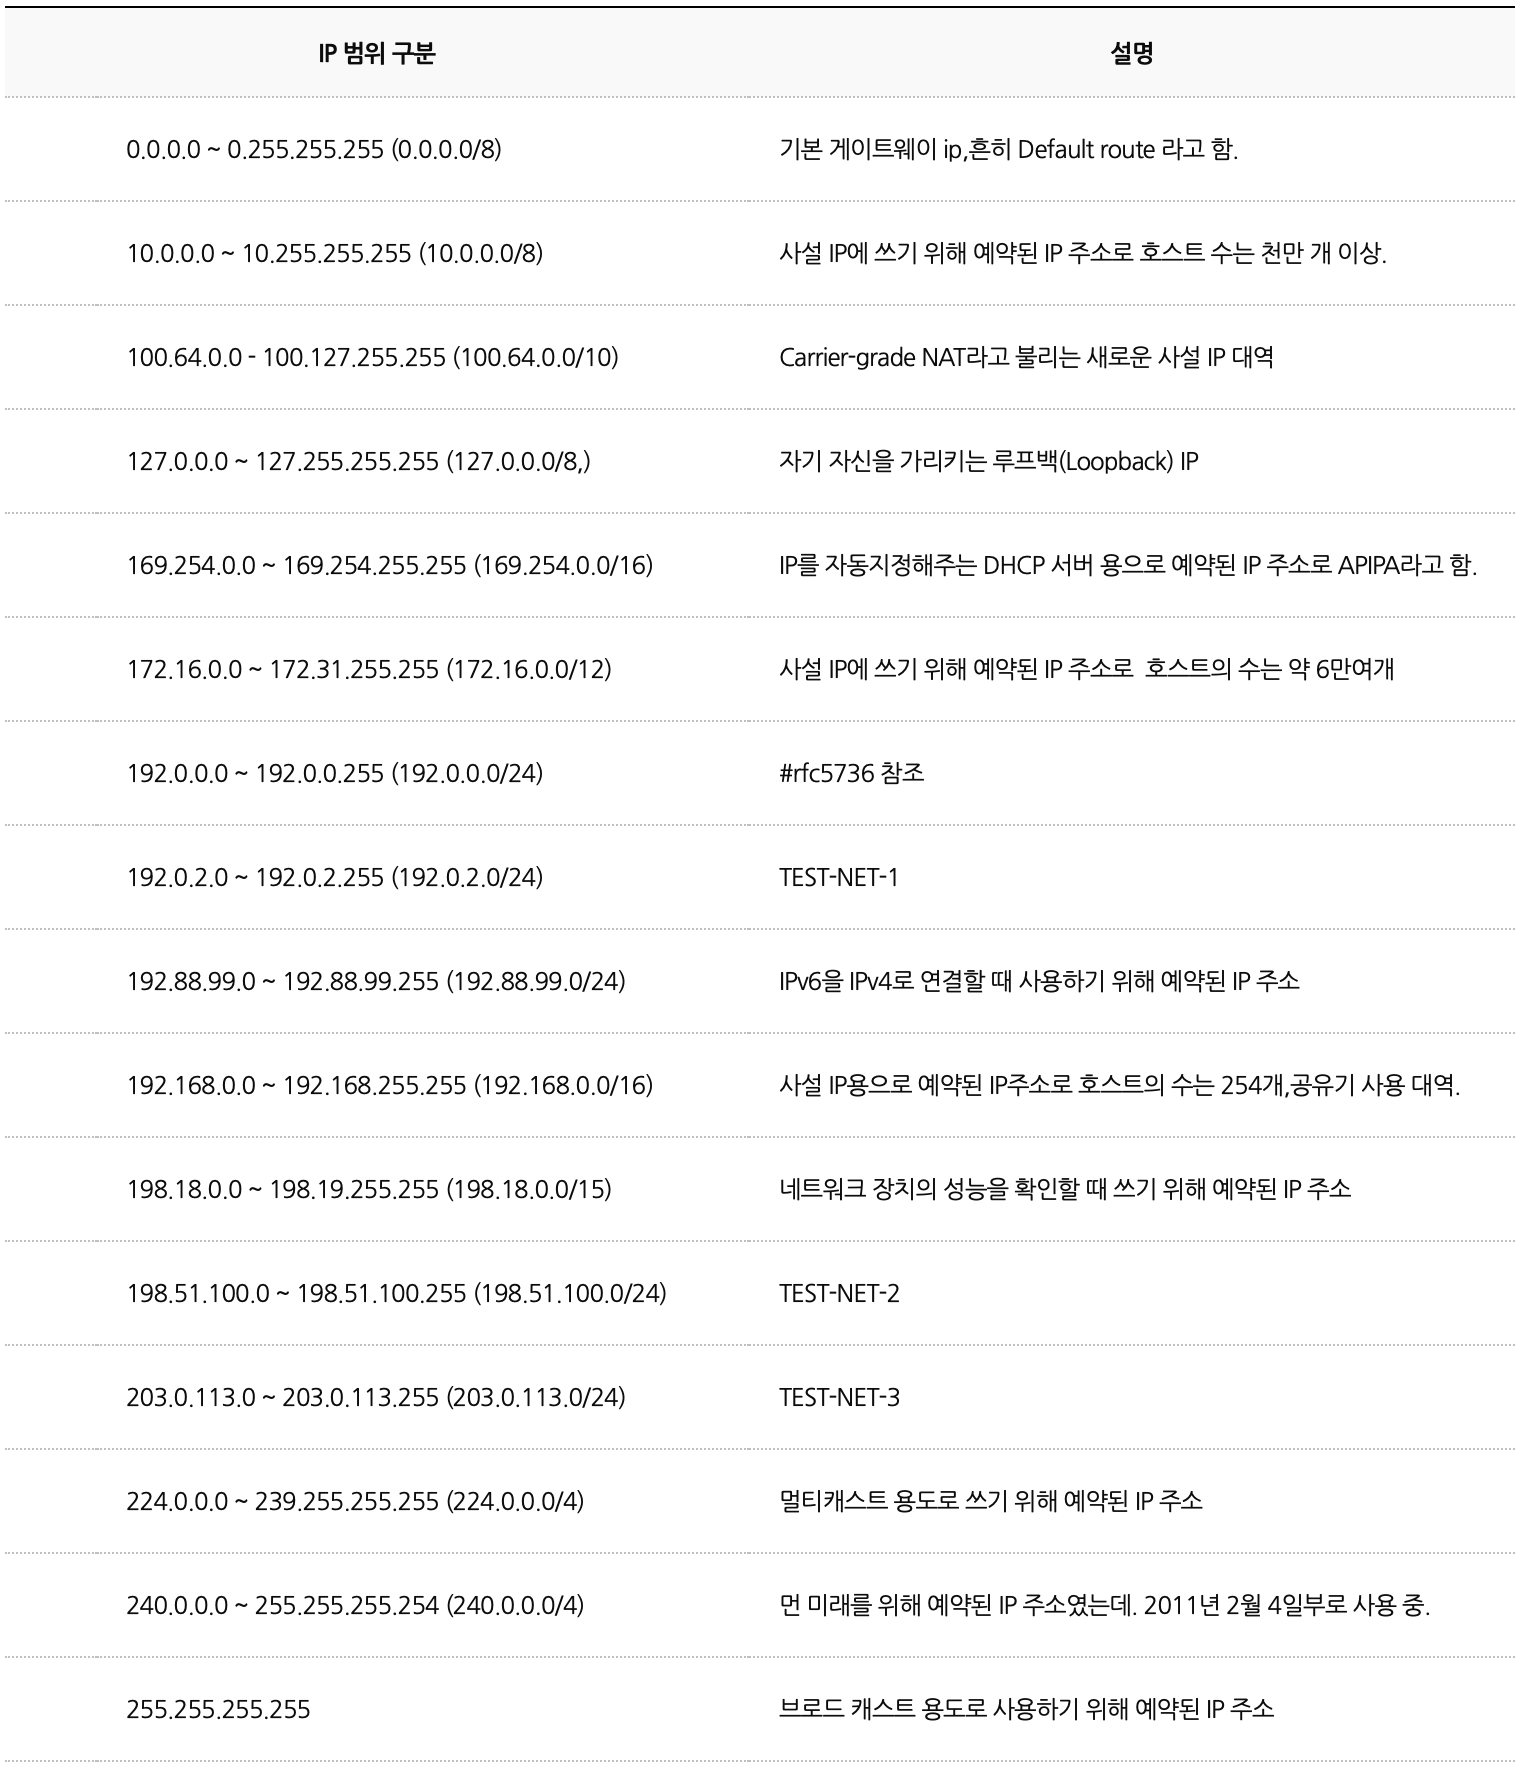 IP 범위 구분 설명
0.0.0.0 ~ 0.255.255.255 (0.0.0.0/8) 기본 게이트웨이 ip,흔히 Default route 라고 함.
10.0.0.0 ~ 10.255.255.255 (10.0.0.0/8) 사설 IP에 쓰기 위해 예약된 IP 주소로 호스트 수는 천만 개 이상.
100.64.0.0 - 100.127.255.255 (100.64.0.0/10) Carrier-grade NAT라고 불리는 새로운 사설 IP 대역
127.0.0.0 ~ 127.255.255.255 (127.0.0.0/8,) 자기 자신을 가리키는 루프백(Loopback) IP
169.254.0.0 ~ 169.254.255.255 (169.254.0.0/16) IP를 자동지정해주는 DHCP 서버 용으로 예약된 IP 주소로 APIPA라고 함.
172.16.0.0 ~ 172.31.255.255 (172.16.0.0/12) 사설 IP에 쓰기 위해 예약된 IP 주소로 호스트의 수는 약 6만여개
192.0.0.0 ~ 192.0.0.255 (192.0.0.0/24) #rfc5736 참조
192.0.2.0 ~ 192.0.2.255 (192.0.2.0/24) TEST-NET-1
192.88.99.0 ~ 192.88.99.255 (192.88.99.0/24) IPv6을 IPv4로 연결할 때 사용하기 위해 예약된 IP 주소
192.168.0.0 ~ 192.168.255.255 (192.168.0.0/16) 사설 IP용으로 예약된 IP주소로 호스트의 수는 254개,공유기 사용 대역.
198.18.0.0 ~ 198.19.255.255 (198.18.0.0/15) 네트워크 장치의 성능을 확인할 때 쓰기 위해 예약된 IP 주소
198.51.100.0 ~ 198.51.100.255 (198.51.100.0/24) TEST-NET-2
203.0.113.0 ~ 203.0.113.255 (203.0.113.0/24) TEST-NET-3
224.0.0.0 ~ 239.255.255.255 (224.0.0.0/4) 멀티캐스트 용도로 쓰기 위해 예약된 IP 주소
240.0.0.0 ~ 255.255.255.254 (240.0.0.0/4) 먼 미래를 위해 예약된 IP 주소였는데. 2011년 2월 4일부로 사용 중.
255.255.255.255 브로드 캐스트 용도로 사용하기 위해 예약된 IP 주소